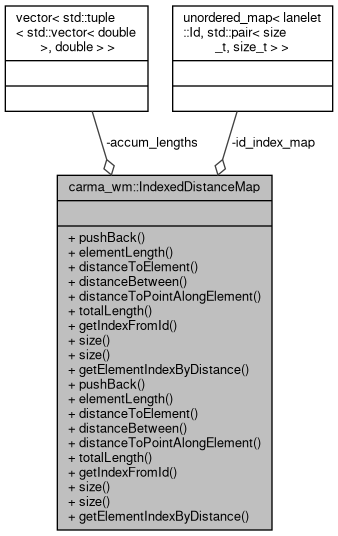 vector< std::tuple
< std::vector< double
>, double > >
unordered_map< lanelet
::Id, std::pair< size
_t, size_t > >
-accum_lengths
-id_index_map
carma_wm::IndexedDistanceMap
+ pushBack()
+ elementLength()
+ distanceToElement()
+ distanceBetween()
+ distanceToPointAlongElement()
+ totalLength()
+ getIndexFromId()
+ size()
+ size()
+ getElementIndexByDistance()
+ pushBack()
+ elementLength()
+ distanceToElement()
+ distanceBetween()
+ distanceToPointAlongElement()
+ totalLength()
+ getIndexFromId()
+ size()
+ size()
+ getElementIndexByDistance()